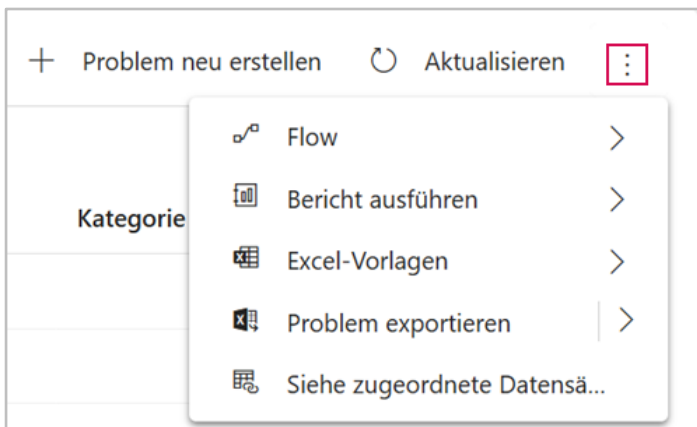 Problem neu erstellen Aktualisieren
Flow
Bericht ausführen
Kategorie
Excel-Vorlagen
Problem exportieren
Siehe zugeordnete Datensä...